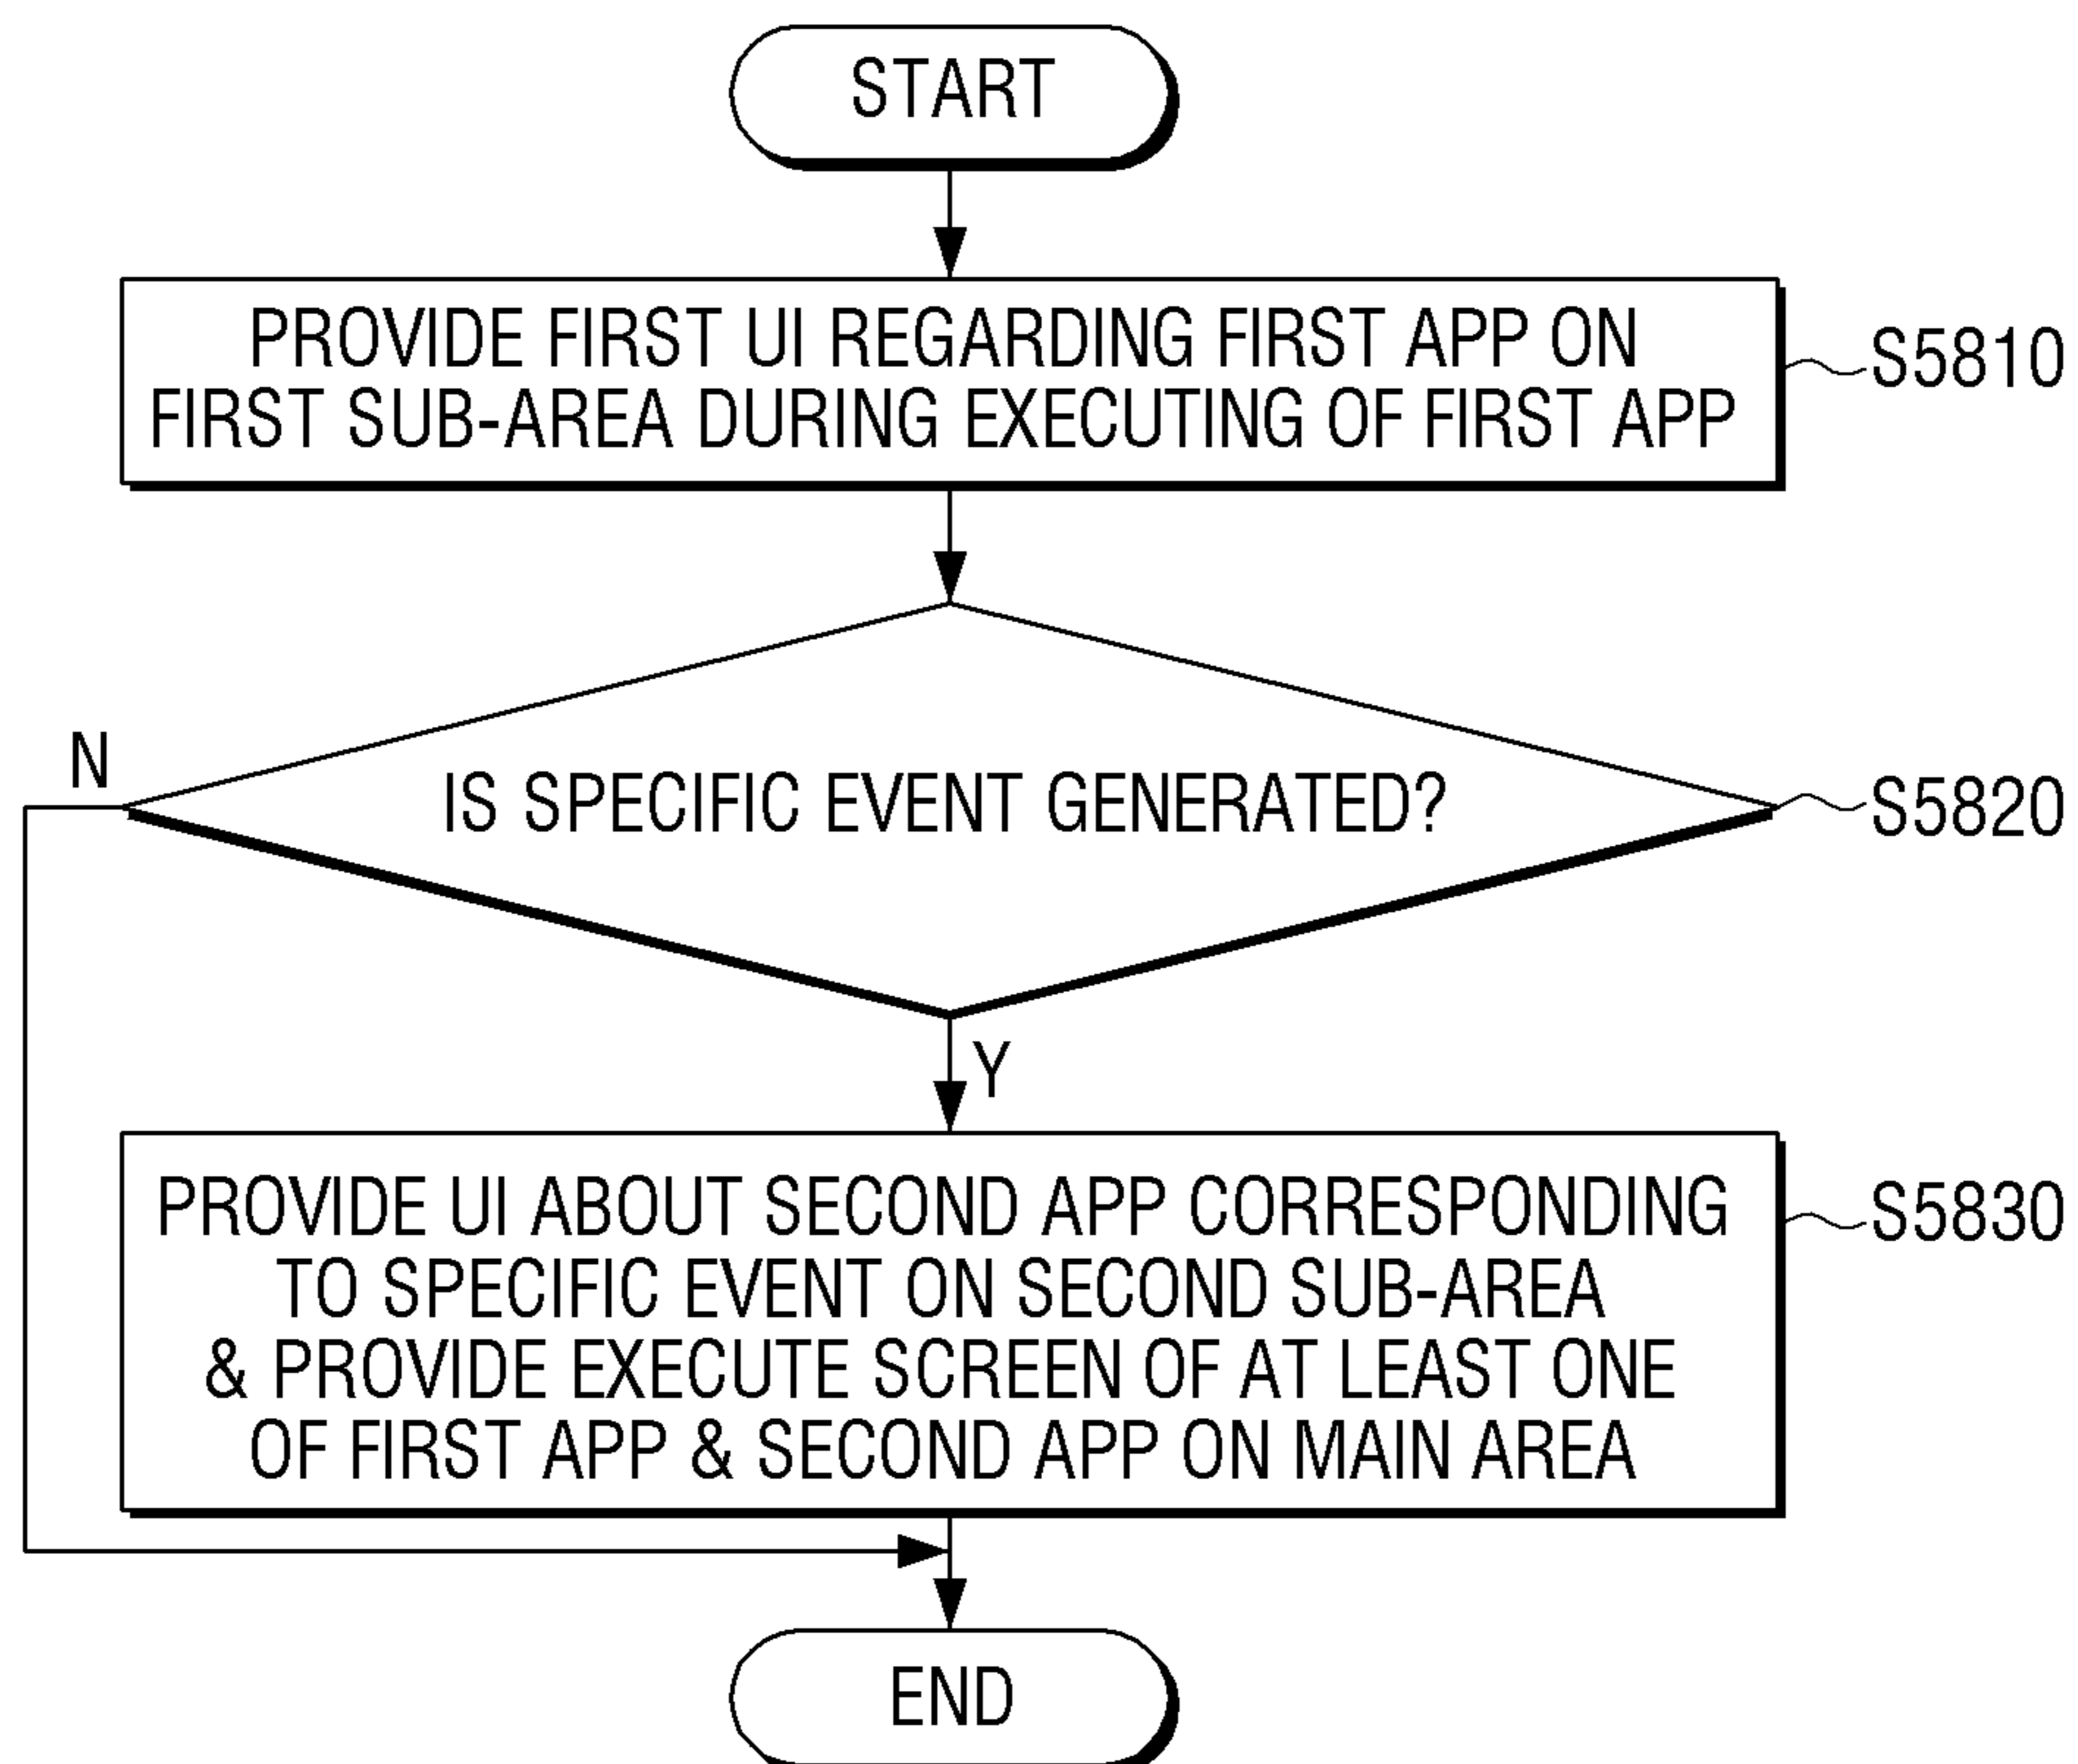 START
PROVIDE FIRST UI REGARDING FIRST APP ON
FIRST SUB-AREA DURING EXECUTING OF FIRST APP
S5810
N
IS SPECIFIC EVENT GENERATED?
S5820
Y
PROVIDE UI ABOUT SECOND APP CORRESPONDING
TO SPECIFIC EVENT ON SECOND SUB-AREA
& PROVIDE EXECUTE SCREEN OF AT LEAST ONE
OF FIRST APP & SECOND APP ON MAIN AREA
S5830
END